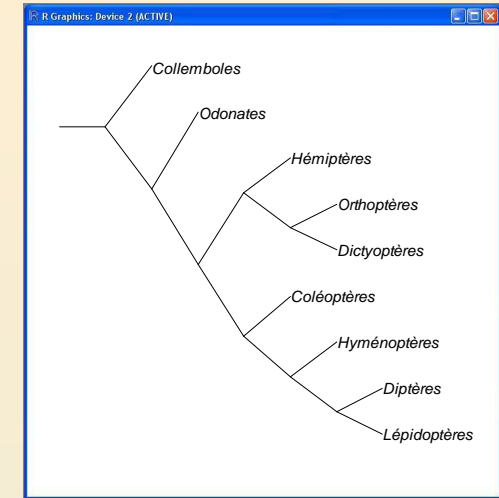 R Graphics: Device 2 (ACTIVE)
Collemboles
Odonates
Hémiptères
Orthoptères
Dictyoptères
Coléoptères
Hyménoptères
Diptères
Lépidoptères